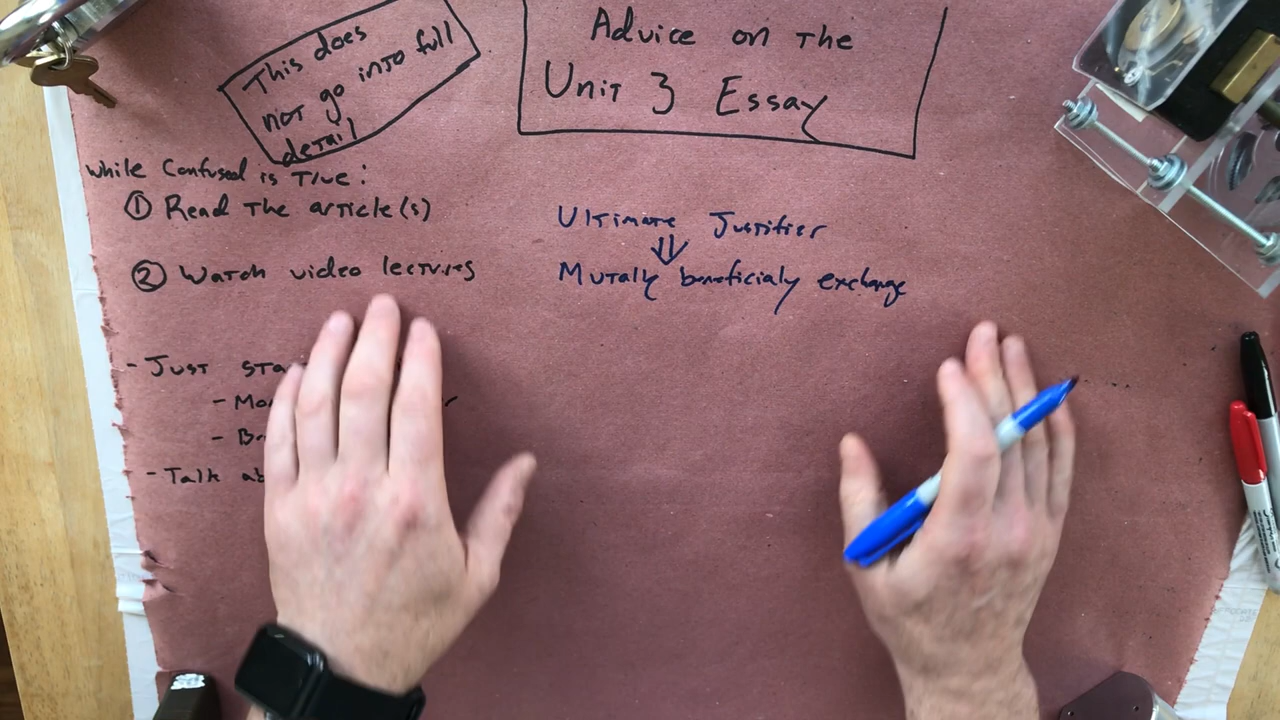 This does
not go into full
detail
Advice on the
Unit 3 Essay
While Confused is True:
① Read the article(s)
② Watch video lectures
- Just
-
-
- Talk
Ultimate Justifier
⇓
Mutally beneficialy exchange